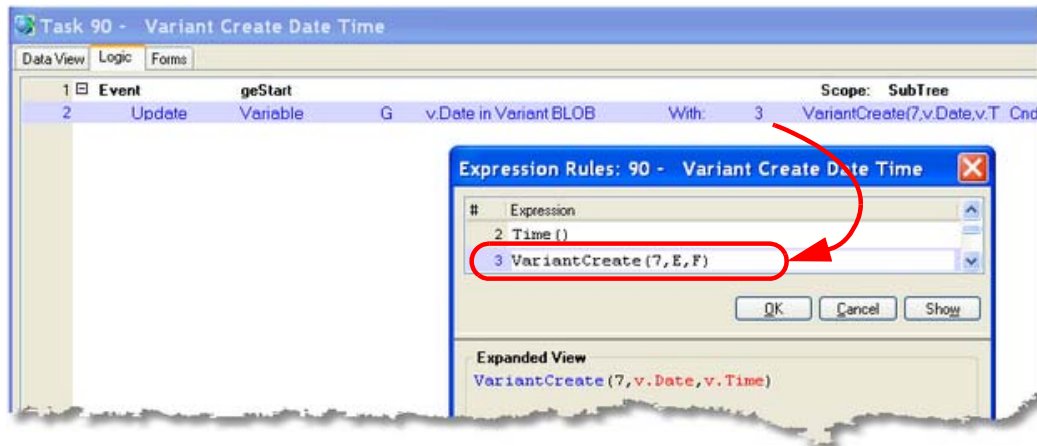 Task 90 - Variant Create Date Time
Data View Logic Forms
1 Event geStart Scope: SubTree
2 Update Variable G v.Date in Variant BLOB With: 3 VariantCreate(7,v.Date,v.T Cnd
Expression Rules: 90 - Variant Create Date Time
# Expression
2 Time()
3 VariantCreate(7,E,F)
OK Cancel Show
Expanded View
VariantCreate(7,v.Date,v.Time)